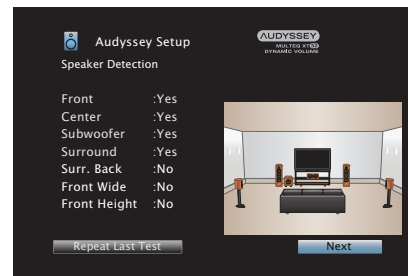 Audyssey Setup
AUDYSSEY
MULTEQ XT32
DYNAMIC VOLUME
Speaker Detection
Front :Yes
Center :Yes
Subwoofer :Yes
Surround :Yes
Surr. Back :No
Front Wide :No
Front Height :No
Repeat Last Test
Next